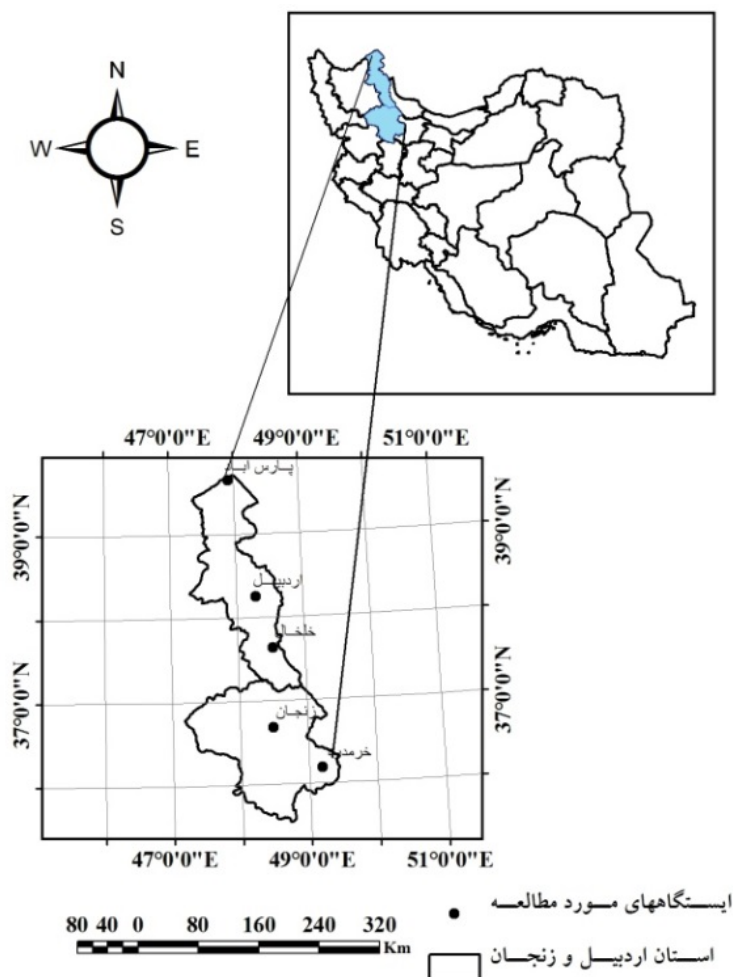 N
W E
S
47°0'0"E 49°0'0"E 51°0'0"E
پارس آباد
39°0'0"N 39°0'0"N
اردبیل
خلخال
37°0'0"N 37°0'0"N
زنجان
47°0'0"E 49°0'0"E 51°0'0"E
ایستگاههای مورد مطالعه
80 40 0 80 160 240 320
Km
استان اردبیل و زنجان